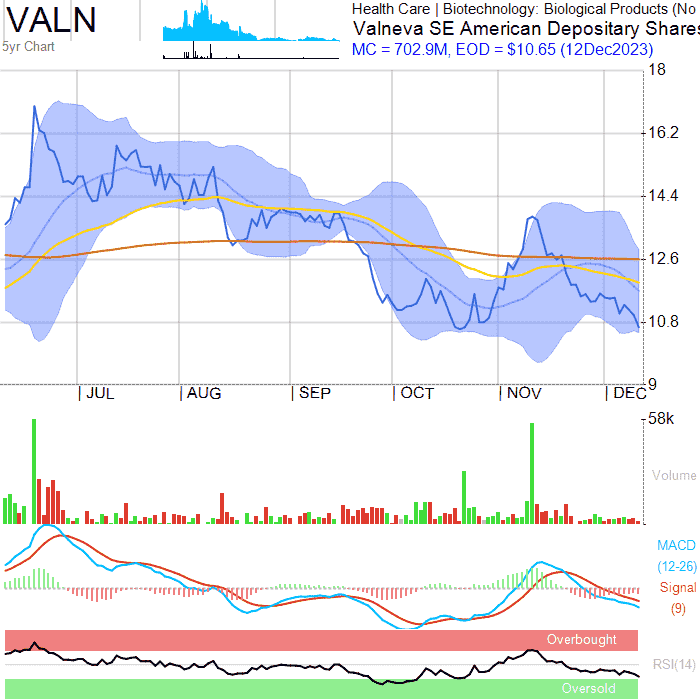 VALN
5yr Chart
Health Care | Biotechnology: Biological Products (No
Valneva SE American Depositary Shares
MC = 702.9M, EOD = $10.65 (12Dec2023)
18
16.2
14.4
12.6
10.8
9
| JUL | AUG | SEP | OCT | NOV | DEC
58k
Volume
MACD
(12-26)
Signal
(9)
Overbought
RSI(14)
Oversold